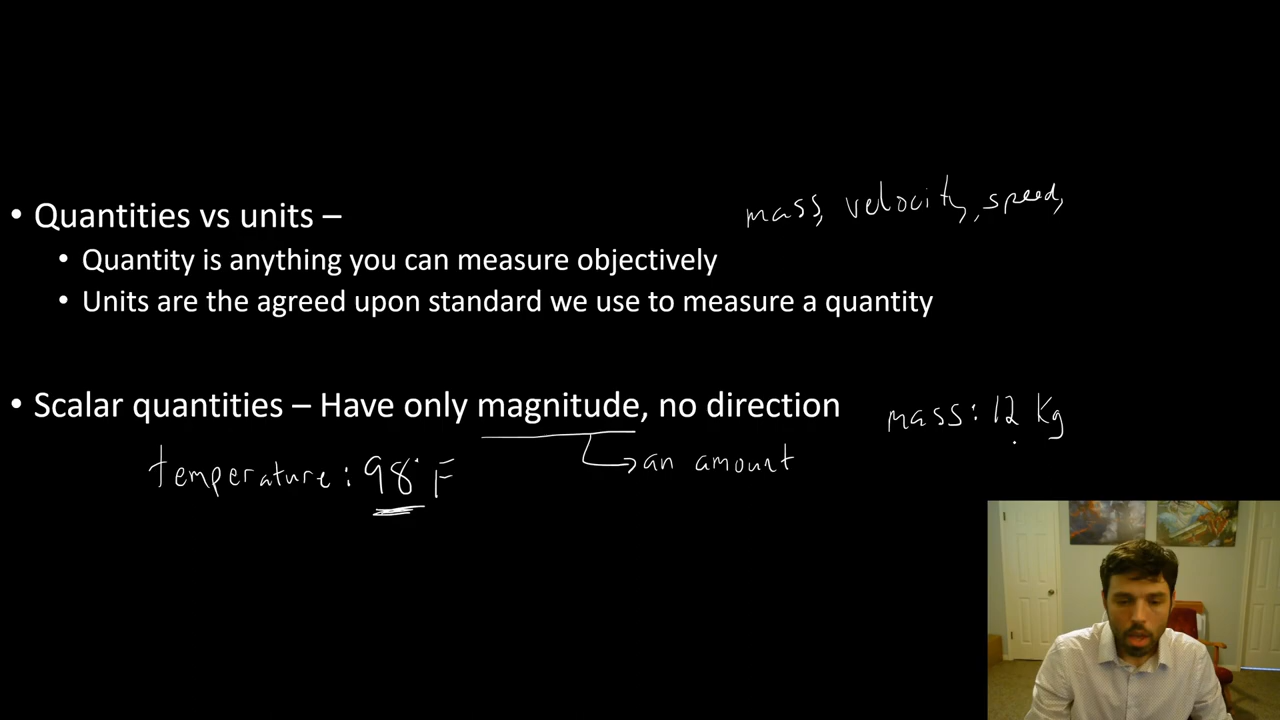 • Quantities vs units –
mass, velocity, speed,
• Quantity is anything you can measure objectively
• Units are the agreed upon standard we use to measure a quantity
• Scalar quantities – Have only magnitude, no direction
mass: 12 Kg
temperature: 98° F
an amount